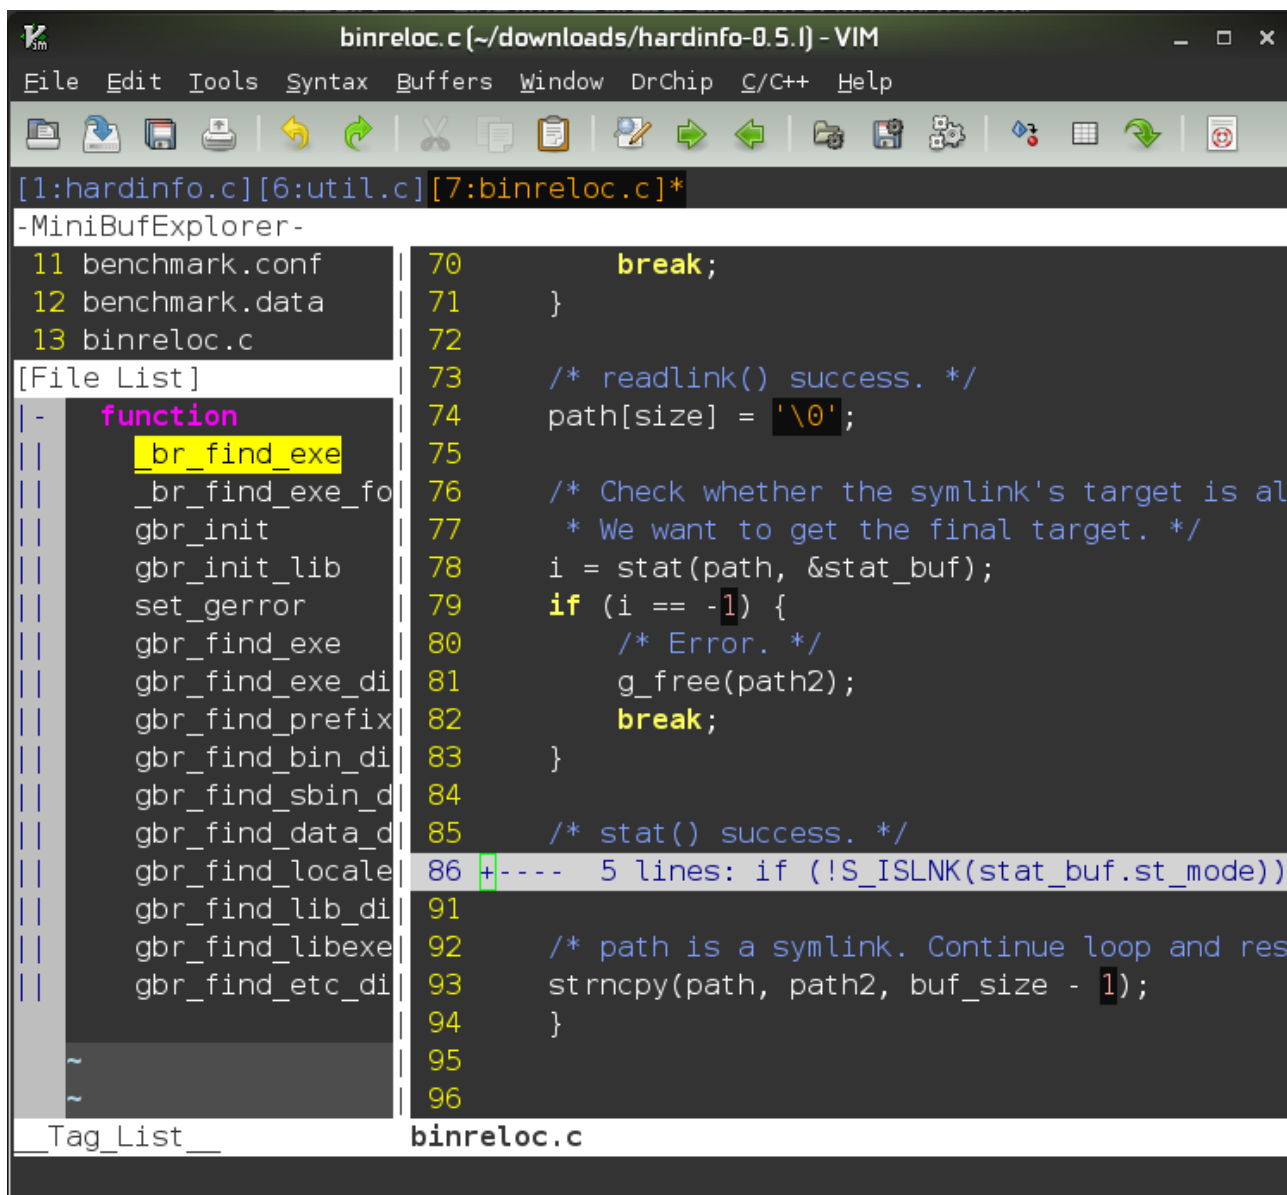 binreloc.c (~/downloads/hardinfo-0.5.1) - VIM
File Edit Tools Syntax Buffers Window DrChip C/C++ Help
[1:hardinfo.c][6:util.c][7:binreloc.c]*
-MiniBufExplorer-
11 benchmark.conf
12 benchmark.data
13 binreloc.c
[File List]
|- function
|| _br_find_exe
|| _br_find_exe_fo
|| gbr_init
|| gbr_init_lib
|| set_gerror
|| gbr_find_exe
|| gbr_find_exe_di
|| gbr_find_prefix
|| gbr_find_bin_di
|| gbr_find_sbin_d
|| gbr_find_data_d
|| gbr_find_locale
|| gbr_find_lib_di
|| gbr_find_libexe
|| gbr_find_etc_di
~
~
__Tag_List__
70 break;
71 }
72
73 /* readlink() success. */
74 path[size] = '\0';
75
76 /* Check whether the symlink's target is al
77 * We want to get the final target. */
78 i = stat(path, &stat_buf);
79 if (i == -1) {
80 /* Error. */
81 g_free(path2);
82 break;
83 }
84
85 /* stat() success. */
86 +---- 5 lines: if (!S_ISLNK(stat_buf.st_mode))
91
92 /* path is a symlink. Continue loop and res
93 strncpy(path, path2, buf_size - 1);
94 }
95
96
binreloc.c